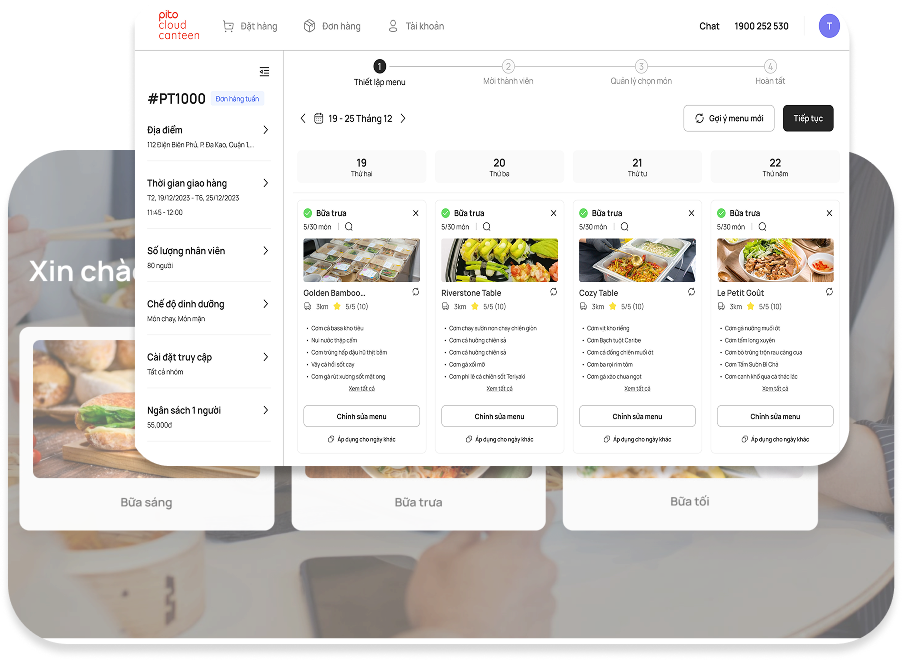 pito
cloud
canteen
Đặt hàng
Đơn hàng
Tài khoản
Chat
1900 252 530
T
#PT1000
Đơn hàng tuần
Địa điểm
112 Điện Biên Phủ, P. Đa Kao, Quận 1,...
Thời gian giao hàng
T2, 19/12/2023 - T6, 25/12/2023
11:45 - 12:00
Số lượng nhân viên
80 người
Chế độ dinh dưỡng
Món chay, Món mặn
Cài đặt truy cập
Tất cả nhóm
Ngân sách 1 người
55.000đ
1
2
3
4
Thiết lập menu
Mời thành viên
Quản lý chọn món
Hoàn tất
19 - 25 Tháng 12
Gợi ý menu mới
Tiếp tục
19
Thứ hai
20
Thứ ba
21
Thứ tư
22
Thứ năm
Bữa trưa
5/30 món
Golden Bamboo...
3km
5/5 (10)
Cơm cá basa kho tiêu
Nui nước thập cẩm
Cơm trứng hấp đậu hũ thịt bằm
Vây cá hồi sốt cay
Cơm gà rút xương sốt mật ong
Xem tất cả
Chỉnh sửa menu
Áp dụng cho ngày khác
Bữa trưa
5/30 món
Riverstone Table
3km
5/5 (10)
Cơm chay sườn non chay chiên giòn
Cơm cá hường chiên sả
Cơm cá hường chiên sả
Cơm gà xối mỡ
Cơm phi lê cá chiên sốt Teriyaki
Xem tất cả
Chỉnh sửa menu
Áp dụng cho ngày khác
Bữa trưa
5/30 món
Cozy Table
3km
5/5 (10)
Cơm vịt kho riềng
Cơm Bạch tuột Caribe
Cơm cá đồng chiên muối ớt
Cơm ba rọi rim tôm
Cơm gà xào chua ngọt
Xem tất cả
Chỉnh sửa menu
Áp dụng cho ngày khác
Bữa trưa
5/30 món
Le Petit Goût
3km
5/5 (10)
Cơm gà nướng muối ớt
Cơm tấm long xuyên
Cơm bò trứng trộn rau càng cua
Cơm Tấm Sườn Bì Chả
Cơm canh khổ qua cá thác lác
Xem tất cả
Chỉnh sửa menu
Áp dụng cho ngày khác
Xin chào
Bữa sáng
Bữa trưa
Bữa tối